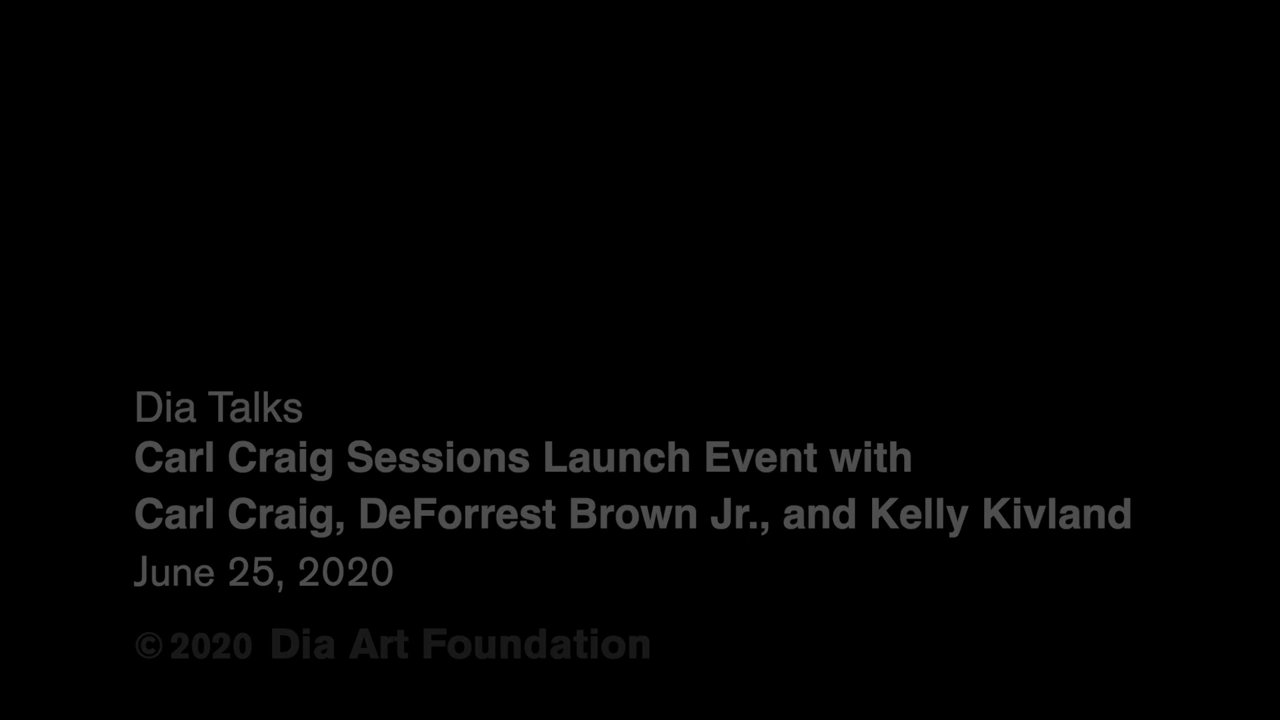 Dia Talks
Carl Craig Sessions Launch Event with
Carl Craig, DeForrest Brown Jr., and Kelly Kivland
June 25, 2020
© 2020 Dia Art Foundation